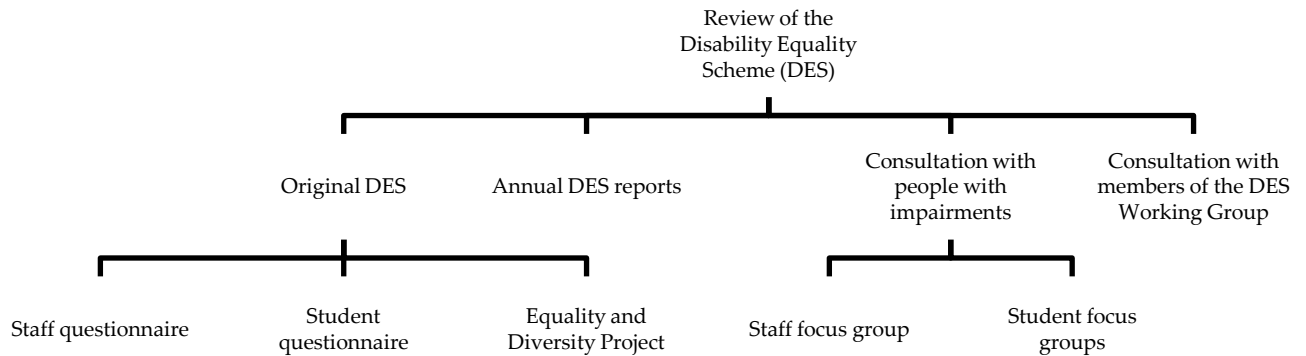 Review of the
Disability Equality
Scheme (DES)
Original DES
Annual DES reports
Consultation with
people with
impairments
Consultation with
members of the DES
Working Group
Staff questionnaire
Student
questionnaire
Equality and
Diversity Project
Staff focus group
Student focus
groups